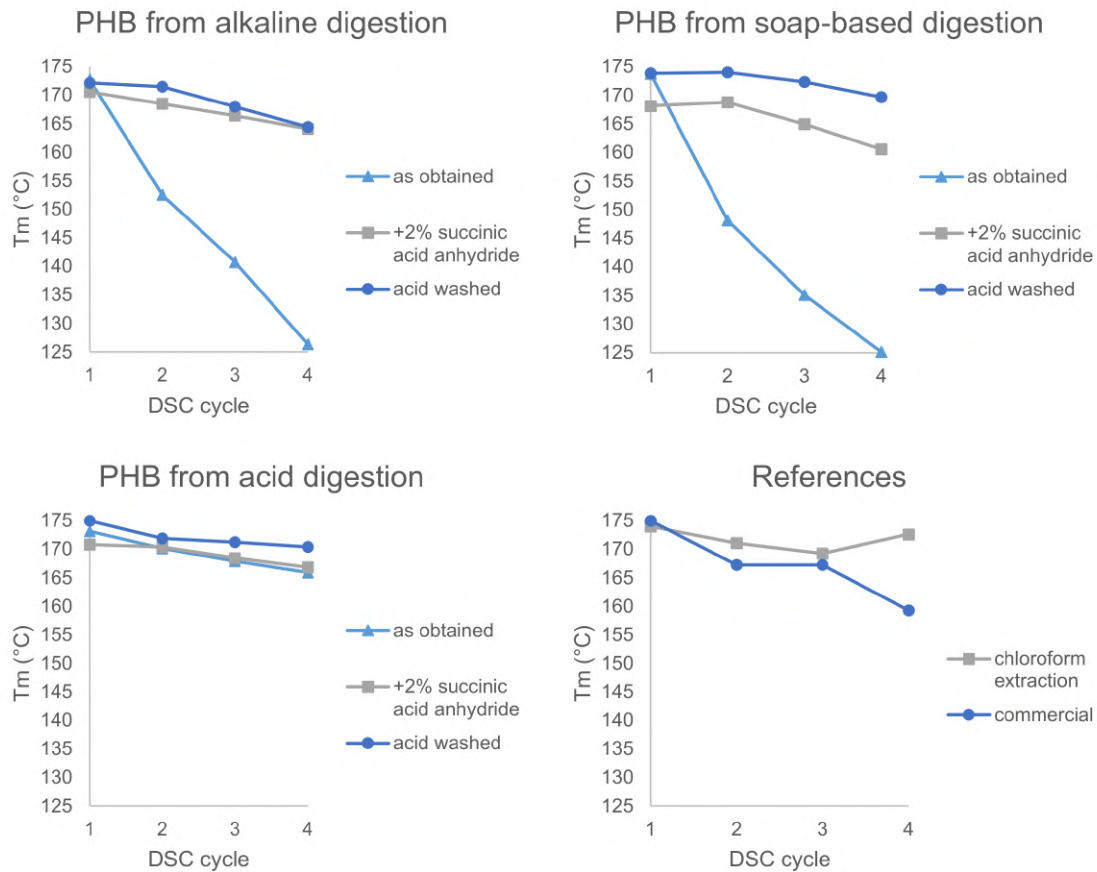 PHB from alkaline digestion
175
170
165
160
155
150
145
140
135
130
125
Tm (°C)
1 2 3 4
DSC cycle
as obtained
+2% succinic
acid anhydride
acid washed
PHB from soap-based digestion
175
170
165
160
155
150
145
140
135
130
125
Tm (°C)
1 2 3 4
DSC cycle
as obtained
+2% succinic
acid anhydride
acid washed
PHB from acid digestion
175
170
165
160
155
150
145
140
135
130
125
Tm (°C)
1 2 3 4
DSC cycle
as obtained
+2% succinic
acid anhydride
acid washed
References
175
170
165
160
155
150
145
140
135
130
125
Tm (°C)
1 2 3 4
DSC cycle
chloroform
extraction
commercial